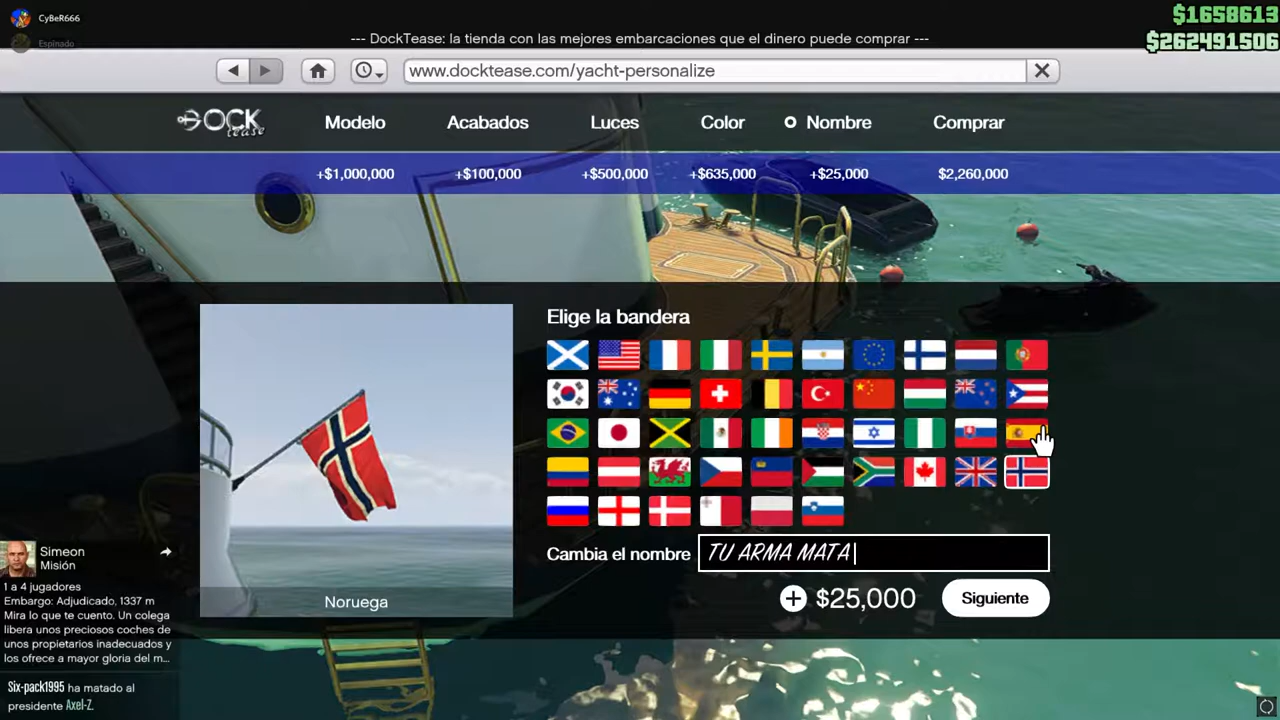 CyBeR666
Espinado
$1658613
$262491506
--- DockTease: la tienda con las mejores embarcaciones que el dinero puede comprar ---
www.docktease.com/yacht-personalize
DOCK tease
Modelo Acabados Luces Color Nombre Comprar
+$1,000,000 +$100,000 +$500,000 +$635,000 +$25,000 $2,260,000
Elige la bandera
Noruega
Cambia el nombre TU ARMA MATA
+ $25,000 Siguiente
Simeon
Misión
1 a 4 jugadores
Embargo: Adjudicado, 1337 m
Mira lo que te cuento. Un colega
libera unos preciosos coches de
unos propietarios inadecuados y
los ofrece a mayor gloria del m...
Six-pack1995 ha matado al
presidente Axel-Z.